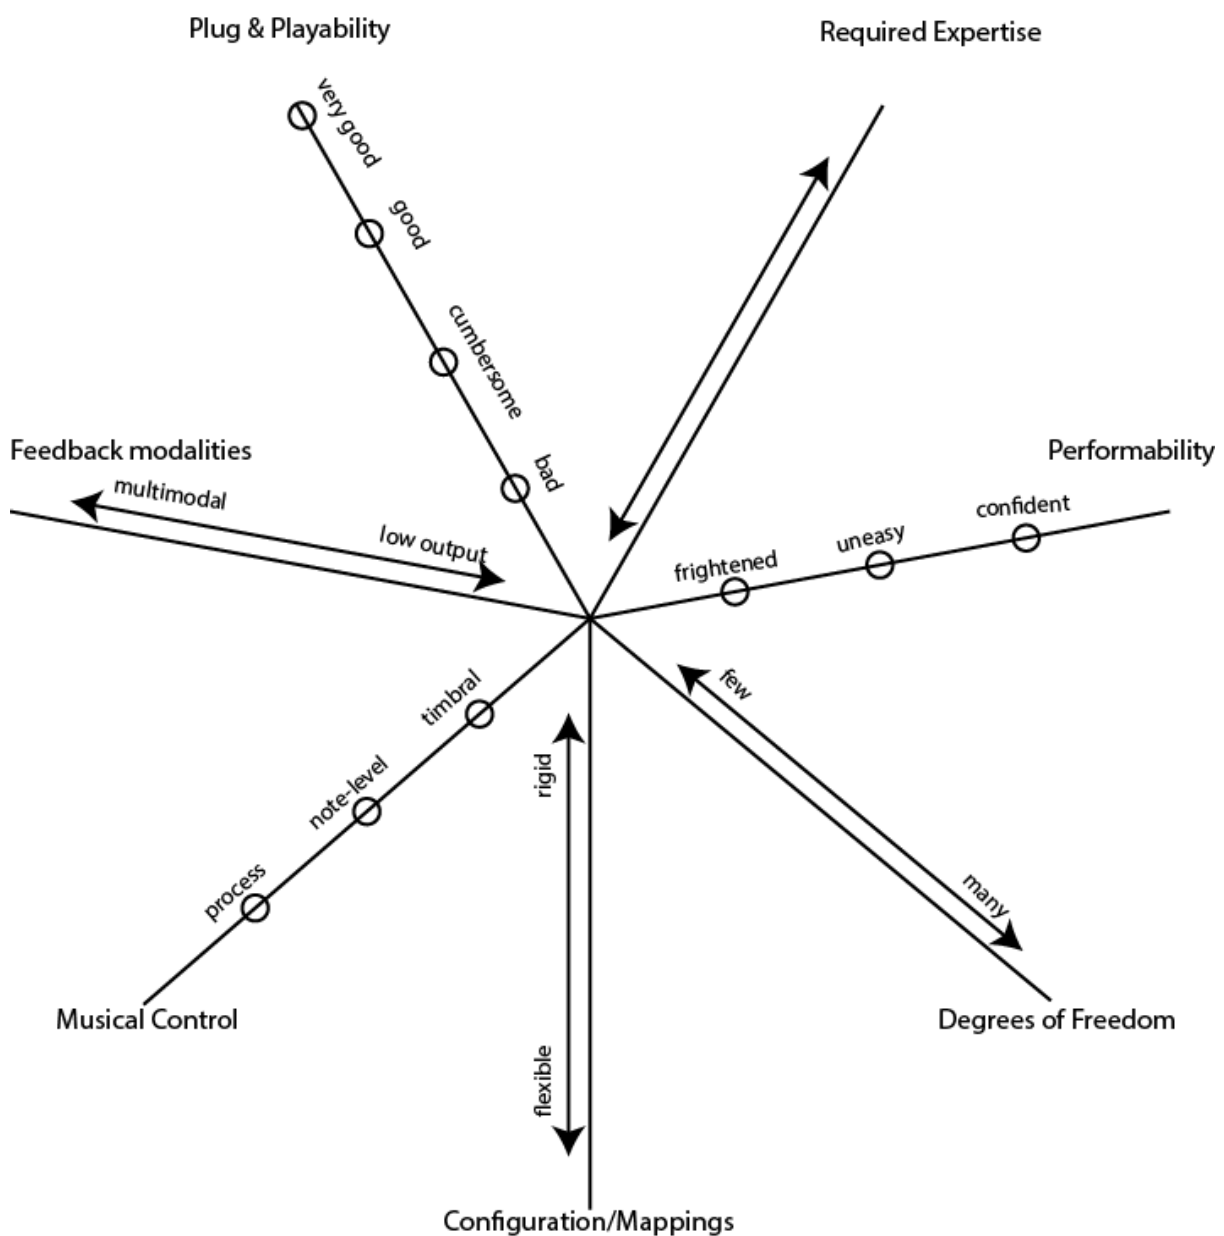 Plug & Playability
Required Expertise
very good
good
cumbersome
bad
Feedback modalities
multimodal
low output
Performability
confident
uneasy
frightened
timbral
note-level
process
Musical Control
rigid
flexible
few
many
Degrees of Freedom
Configuration/Mappings